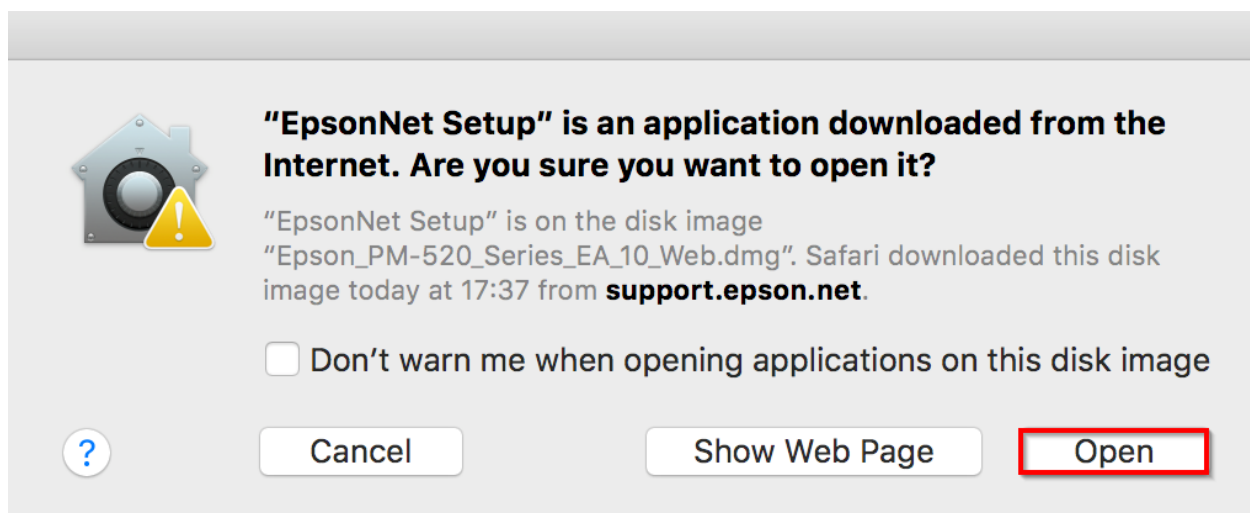 “EpsonNet Setup” is an application downloaded from the
Internet. Are you sure you want to open it?
“EpsonNet Setup” is on the disk image
“Epson_PM-520_Series_EA_10_Web.dmg”. Safari downloaded this disk
image today at 17:37 from support.epson.net.
Don’t warn me when opening applications on this disk image
? Cancel Show Web Page Open